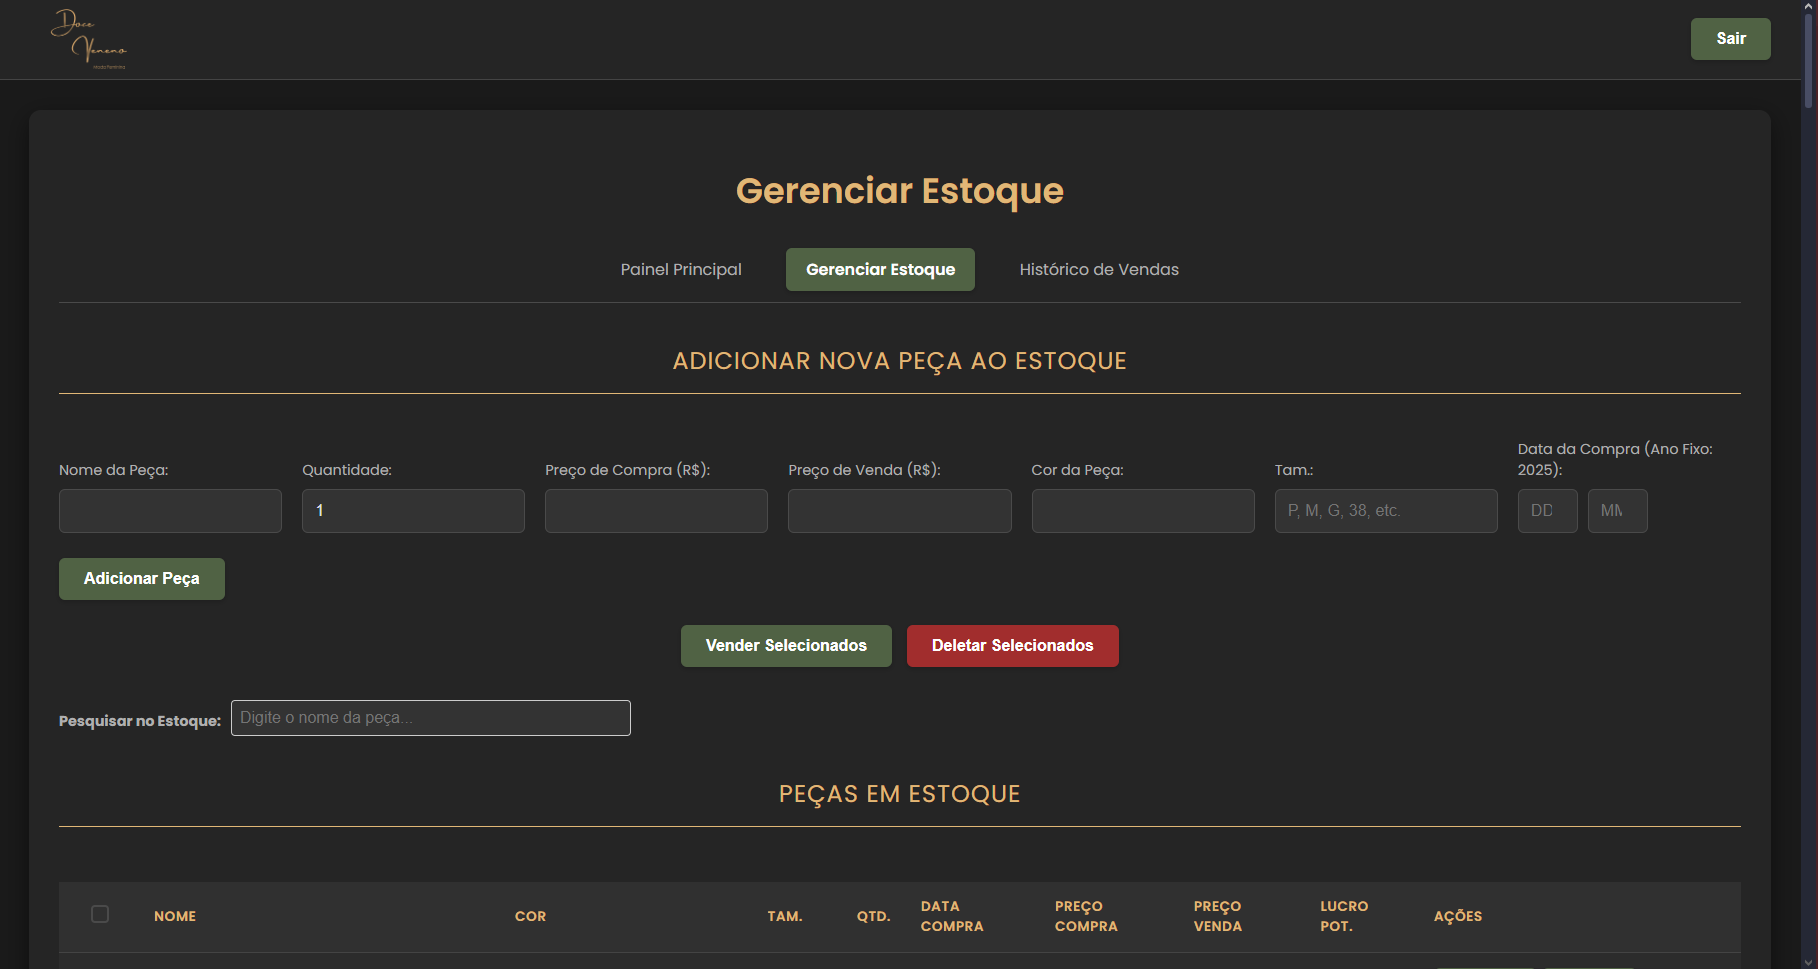 Doce
Veneno
Moda Feminina
Sair
Gerenciar Estoque
Painel Principal
Gerenciar Estoque
Histórico de Vendas
ADICIONAR NOVA PEÇA AO ESTOQUE
Nome da Peça:
Quantidade:
Preço de Compra (R$):
Preço de Venda (R$):
Cor da Peça:
Tam.:
Data da Compra (Ano Fixo:
2025):
1
P, M, G, 38, etc.
DD
MM
Adicionar Peça
Vender Selecionados
Deletar Selecionados
Pesquisar no Estoque:
Digite o nome da peça...
PEÇAS EM ESTOQUE
NOME
COR
TAM.
QTD.
DATA
COMPRA
PREÇO
COMPRA
PREÇO
VENDA
LUCRO
POT.
AÇÕES